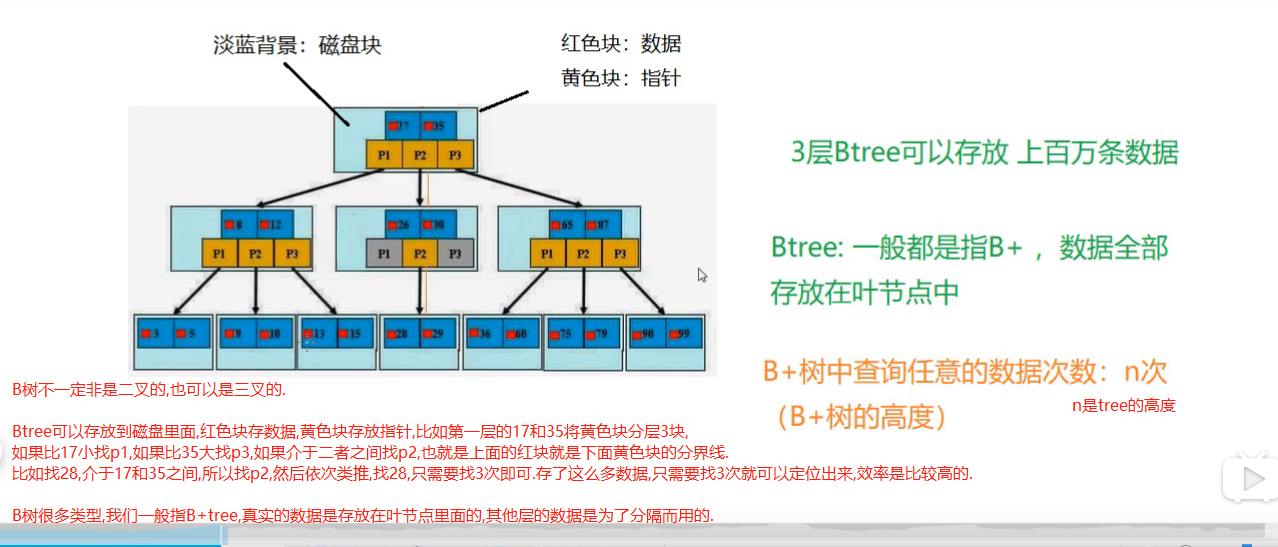 淡蓝背景：磁盘块
红色块：数据
黄色块：指针
17 35
P1 P2 P3
8 12
P1 P2 P3
26 30
P1 P2 P3
65 87
P1 P2 P3
3 5
9 10
13 15
28 29
36 60
75 79
90 99
3层Btree可以存放 上百万条数据
Btree: 一般都是指B+ ，数据全部
存放在叶节点中
B+树中查询任意的数据次数：n次
（B+树的高度）
n是tree的高度
B树不一定非是二叉的,也可以是三叉的.
Btree可以存放到磁盘里面,红色块存数据,黄色块存放指针,比如第一层的17和35将黄色块分层3块,
如果比17小找p1,如果比35大找p3,如果介于二者之间找p2,也就是上面的红块就是下面黄色块的分界线.
比如找28,介于17和35之间,所以找p2,然后依次类推,找28,只需要找3次即可.存了这么多数据,只需要找3次就可以定位出来,效率是比较高的.
B树很多类型,我们一般指B+tree,真实的数据是存放在叶节点里面的,其他层的数据是为了分隔而用的.